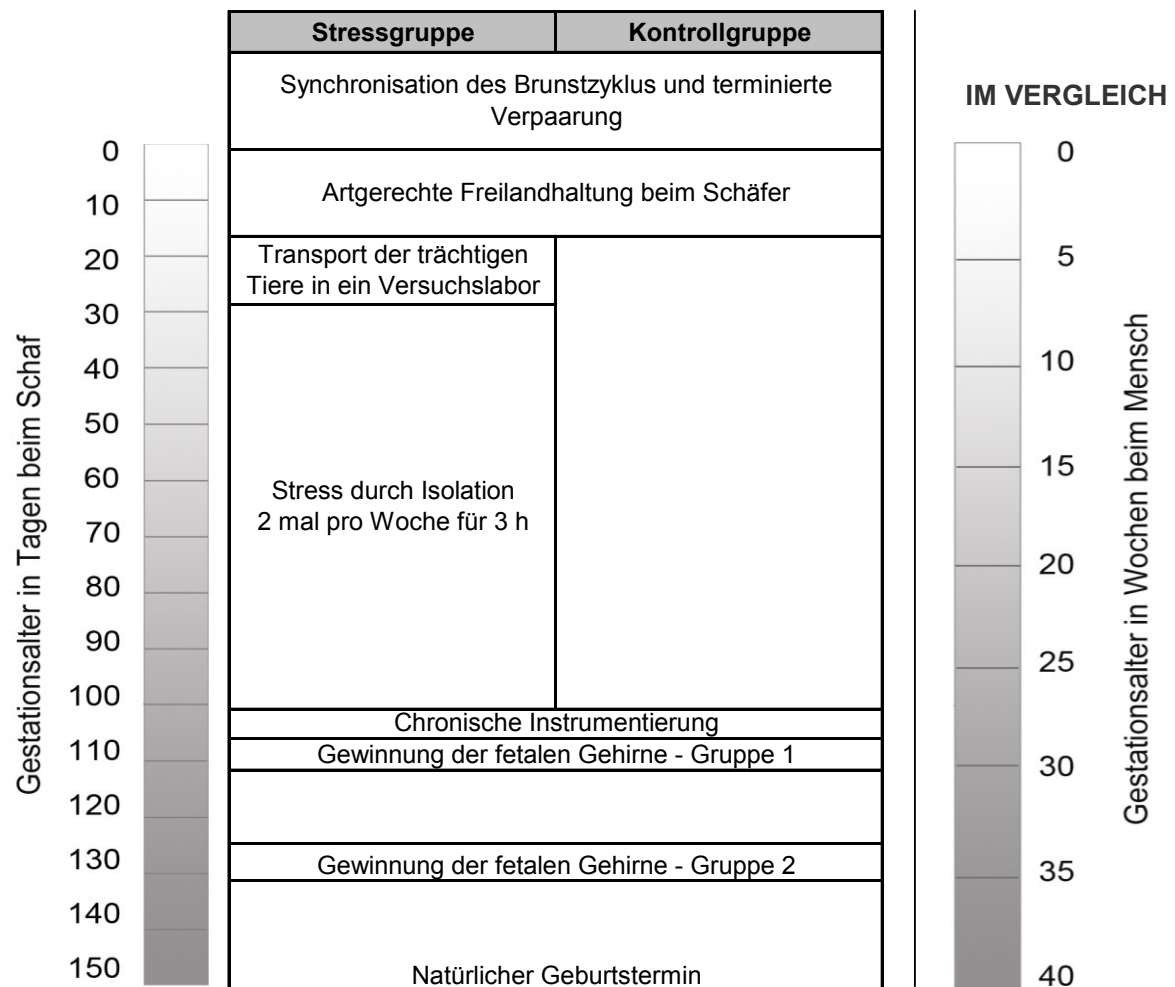 Stressgruppe Kontrollgruppe
Synchronisation des Brunstzyklus und terminierte
Verpaarung
Artgerechte Freilandhaltung beim Schäfer
Transport der trächtigen
Tiere in ein Versuchslabor
Stress durch Isolation
2 mal pro Woche für 3 h
Chronische Instrumentierung
Gewinnung der fetalen Gehirne - Gruppe 1
Gewinnung der fetalen Gehirne - Gruppe 2
Natürlicher Geburtstermin
Gestationsalter in Tagen beim Schaf
0
10
20
30
40
50
60
70
80
90
100
110
120
130
140
150
IM VERGLEICH
0
5
10
15
20
25
30
35
40
Gestationsalter in Wochen beim Mensch